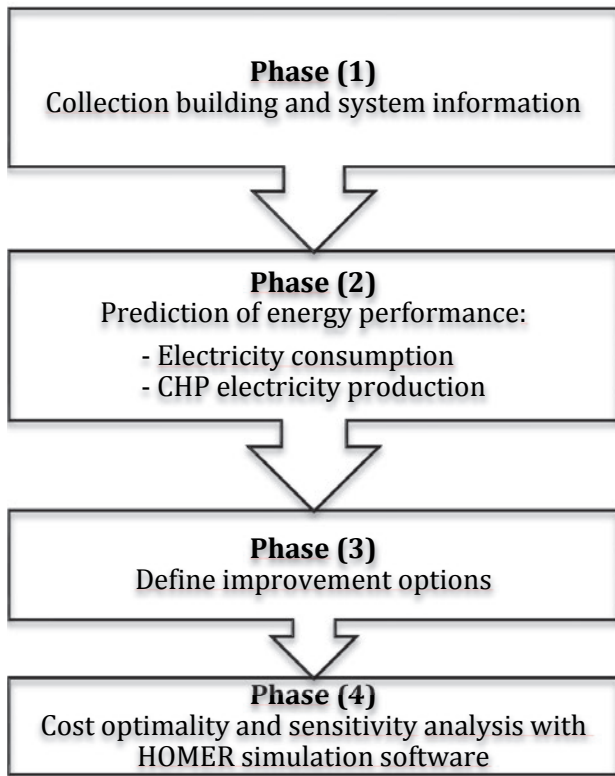 Phase (1)
Collection building and system information
Phase (2)
Prediction of energy performance:
- Electricity consumption
- CHP electricity production
Phase (3)
Define improvement options
Phase (4)
Cost optimality and sensitivity analysis with
HOMER simulation software